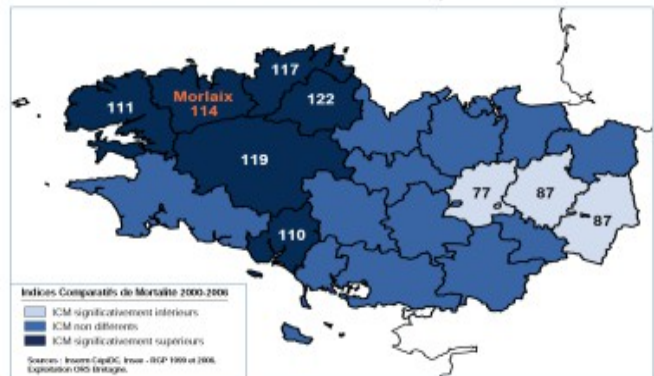 117
Morlaix
111
114
122
119
77
87
87
110
Indices Comparatifs de Mortalité 2000-2006
ICM significativement inférieurs
ICM non différents
ICM significativement supérieurs
Sources : Inserm CépiDC, Insee - RGP 1999 et 2006.
Exploitation ORS Bretagne.